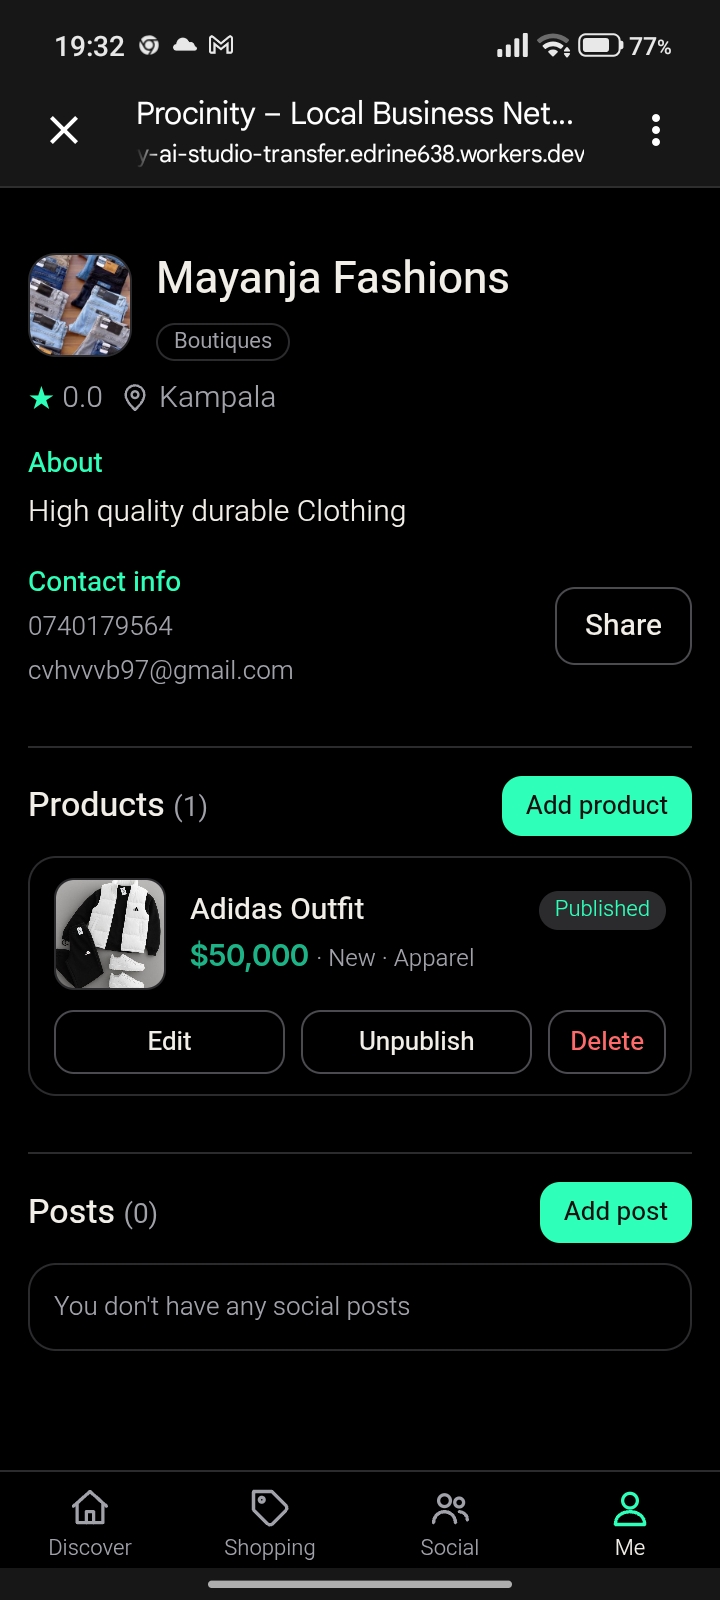 19:32
77%
Procinity – Local Business Net...
y-ai-studio-transfer.edrine638.workers.dev
Mayanja Fashions
Boutiques
0.0 Kampala
About
High quality durable Clothing
Contact info
0740179564
Share
cvhvvvb97@gmail.com
Products (1)
Add product
Adidas Outfit
Published
$50,000 · New · Apparel
Edit
Unpublish
Delete
Posts (0)
Add post
You don't have any social posts
Discover
Shopping
Social
Me